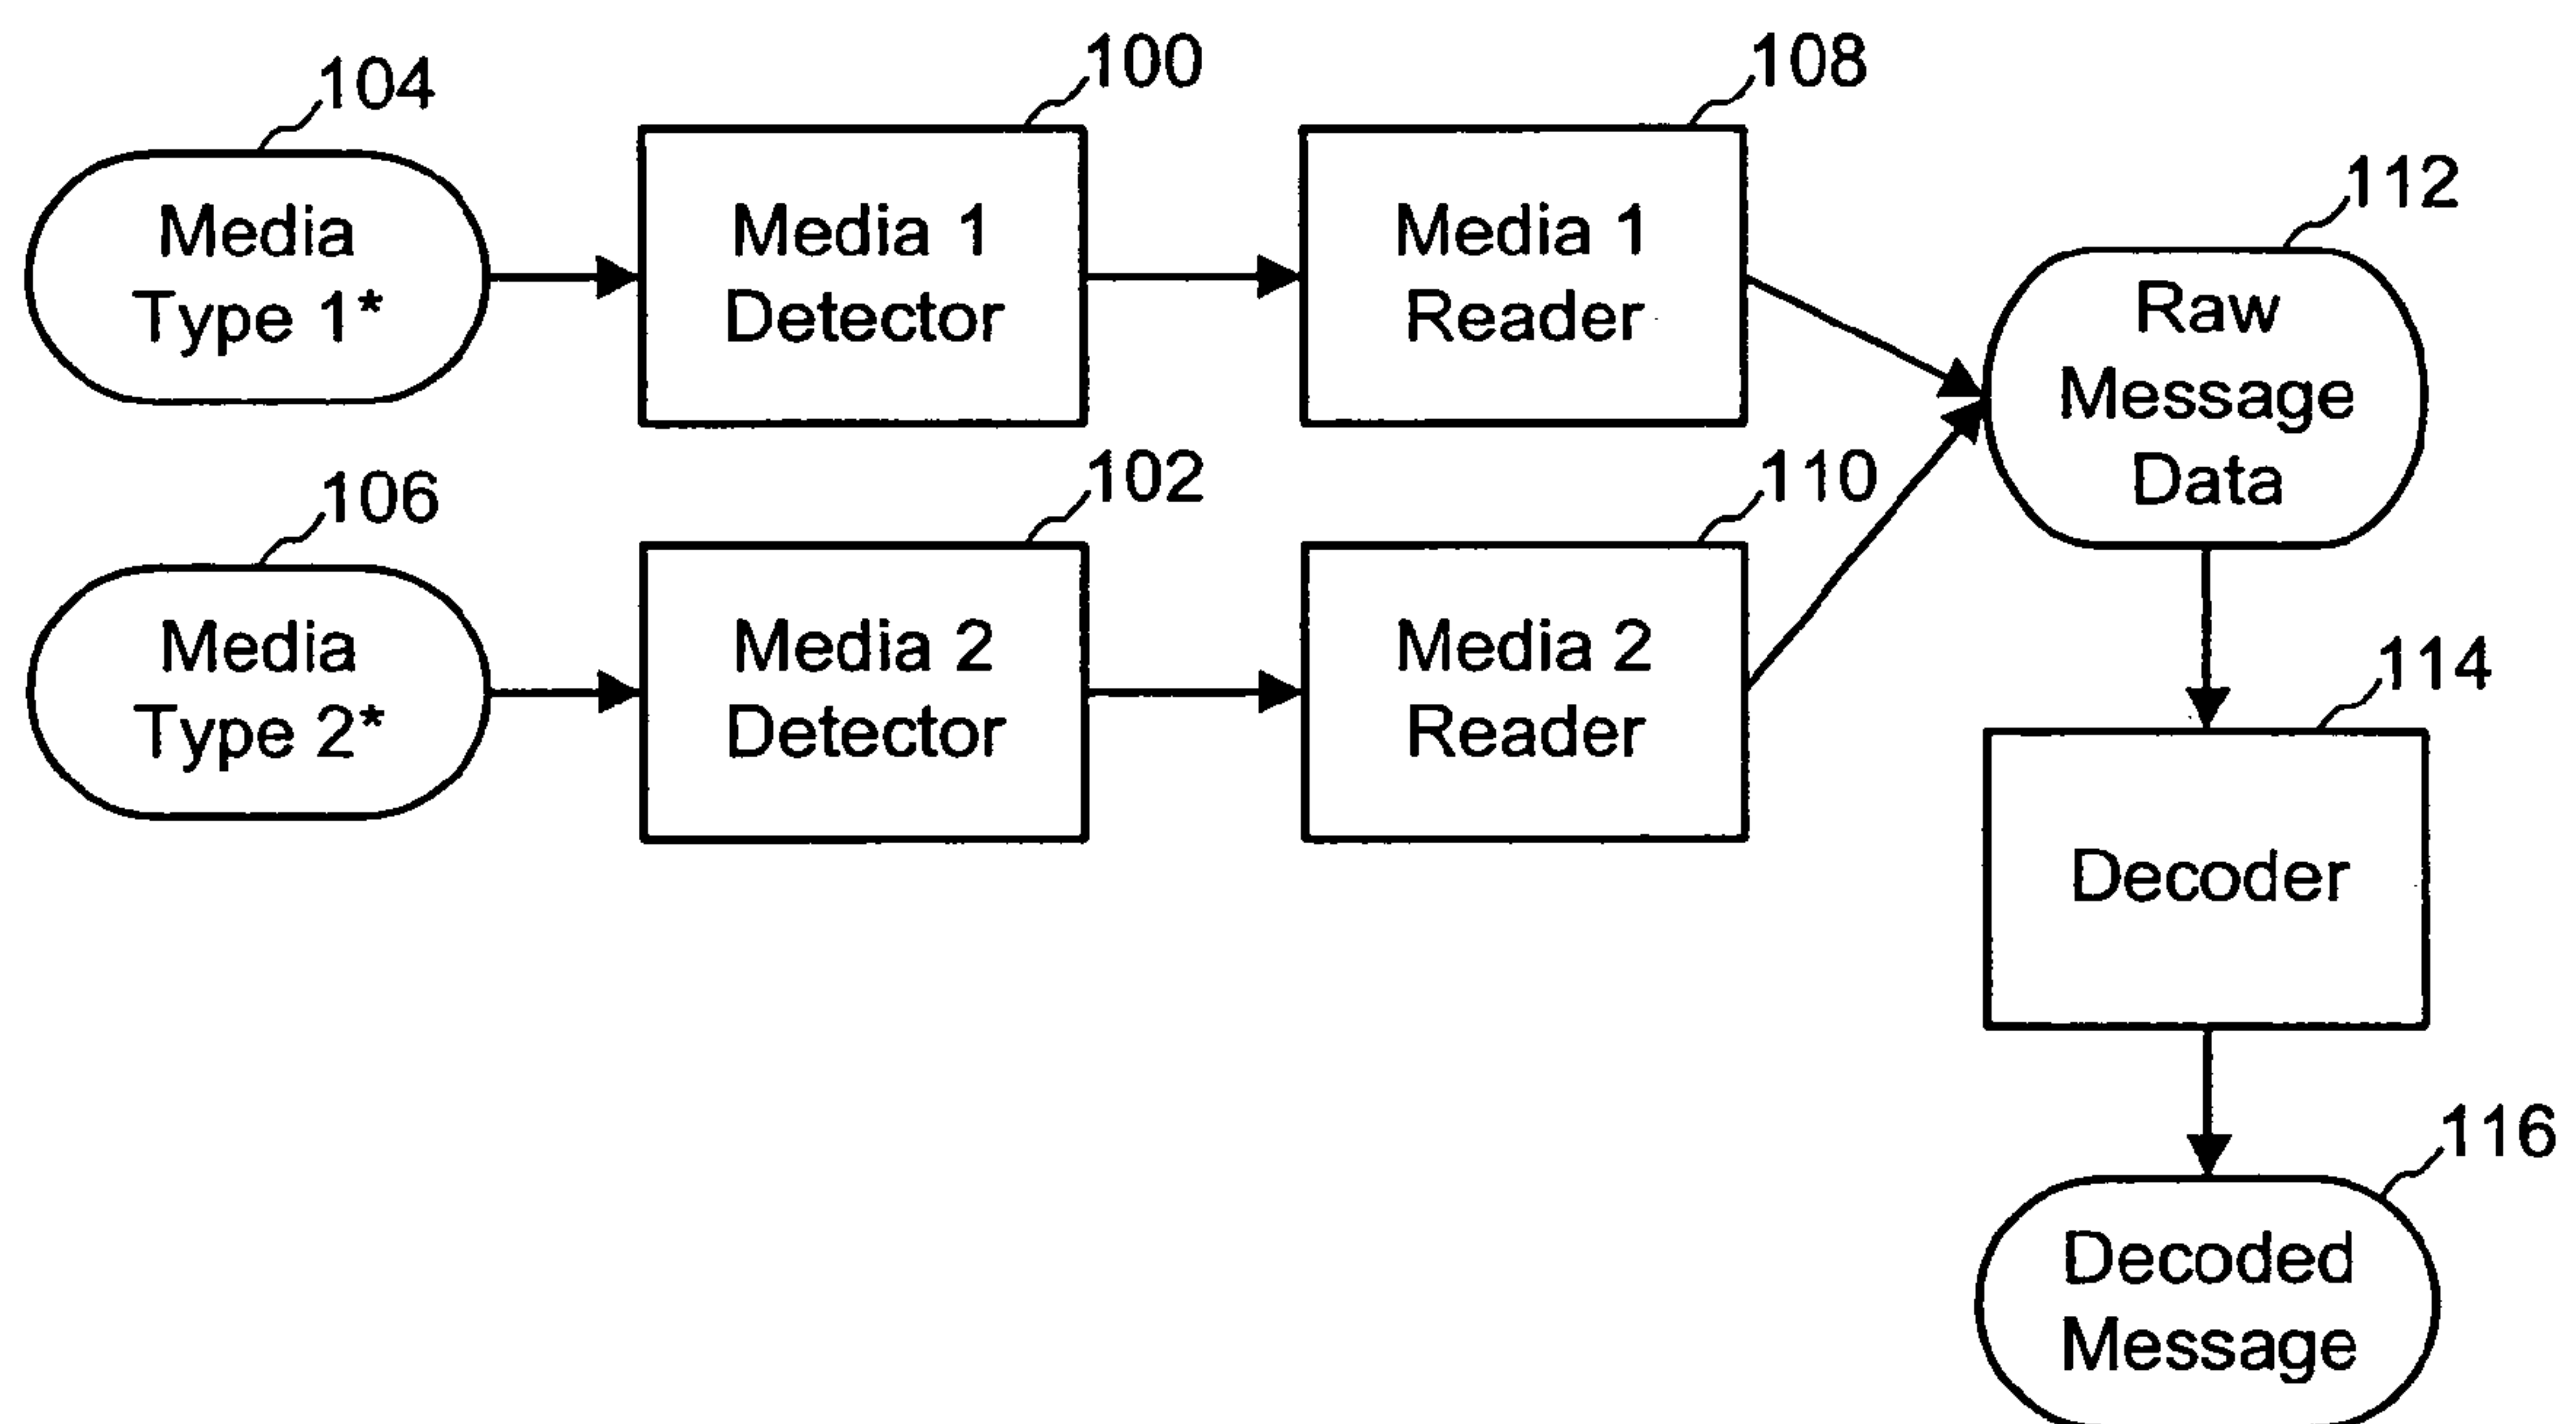 104
Media
Type 1*
100
Media 1
Detector
108
Media 1
Reader
112
Raw
Message
Data
106
Media
Type 2*
102
Media 2
Detector
110
Media 2
Reader
114
Decoder
116
Decoded
Message